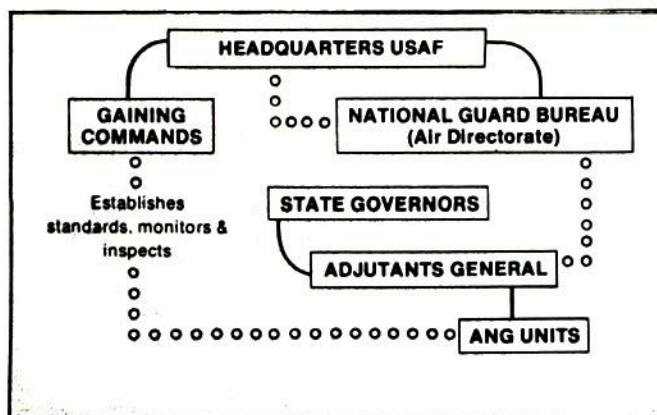 HEADQUARTERS USAF
GAINING
COMMANDS
NATIONAL GUARD BUREAU
(Air Directorate)
Establishes
standards, monitors &
inspects
STATE GOVERNORS
ADJUTANTS GENERAL
ANG UNITS